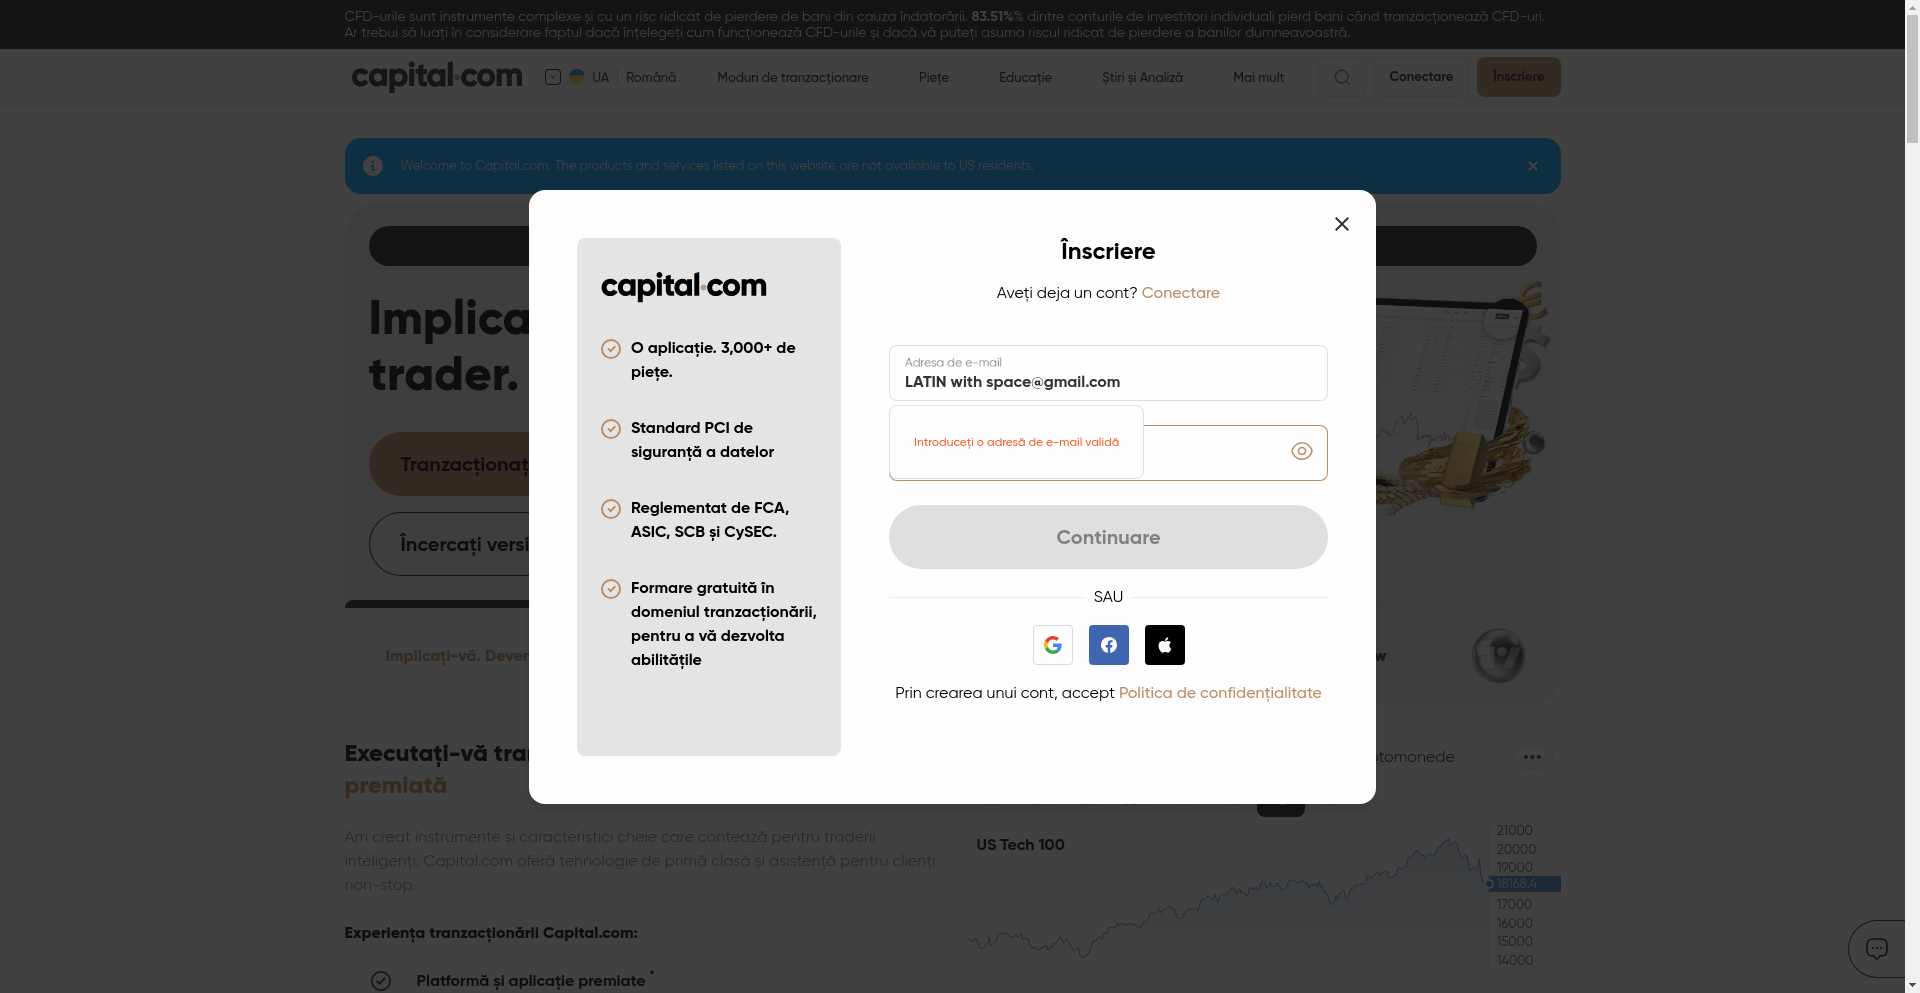 CFD-urile sunt instrumente complexe și cu un risc ridicat de pierdere de bani din cauza îndatorării. 83.51%% dintre conturile de investitori individuali pierd bani când tranzacționează CFD-uri.
Ar trebui să luați în considerare faptul dacă înțelegeți cum funcționează CFD-urile și dacă vă puteți asuma riscul ridicat de pierdere a banilor dumneavoastră.
capital.com
UA
Română
Moduri de tranzacționare
Piețe
Educație
Știri și Analiză
Mai mult
Conectare
Înscriere
Welcome to Capital.com. The products and services listed on this website are not available to US residents.
Implica
trader.
Tranzacționaț
Încercați versi
Implicați-vă. Deven
capital.com
O aplicație. 3,000+ de
piețe.
Standard PCI de
siguranță a datelor
Reglementat de FCA,
ASIC, SCB și CySEC.
Formare gratuită în
domeniul tranzacționării,
pentru a vă dezvolta
abilitățile
Înscriere
Aveți deja un cont? Conectare
Adresa de e-mail
LATIN with space@gmail.com
Introduceți o adresă de e-mail validă
Continuare
SAU
Prin crearea unui cont, accept Politica de confidențialitate
w
Executați-vă tran
premiată
Am creat instrumente și caracteristici cheie care contează pentru traderii
inteligenți. Capital.com oferă tehnologie de primă clasă și asistență pentru clienți
non-stop.
Experiența tranzacționării Capital.com:
Platformă și aplicație premiate *
tomonede
US Tech 100
21000
20000
19000
18168.4
17000
16000
15000
14000